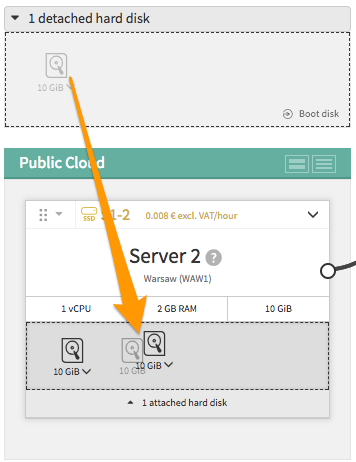 1 detached hard disk
10 GiB
Boot disk
Public Cloud
SSD S1-2 0.008 € excl. VAT/hour
Server 2 ?
Warsaw (WAW1)
1 vCPU 2 GB RAM 10 GiB
10 GiB 10 GiB 10 GiB
1 attached hard disk